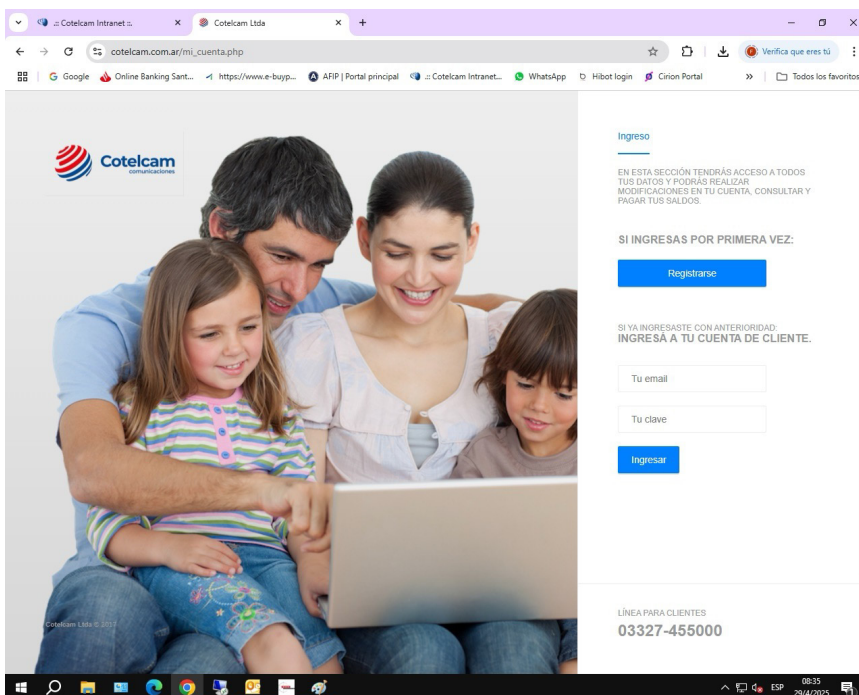 .:: Cotelcam Intranet ::.
Cotelcam Ltda
cotelcam.com.ar/mi_cuenta.php
Verifica que eres tú
Google
Online Banking Sant...
https://www.e-buyp...
AFIP | Portal principal
.:: Cotelcam Intranet...
WhatsApp
Hibot login
Cirion Portal
Todos los favoritos
Cotelcam
comunicaciones
Ingreso
EN ESTA SECCIÓN TENDRÁS ACCESO A TODOS
TUS DATOS Y PODRÁS REALIZAR
MODIFICACIONES EN TU CUENTA, CONSULTAR Y
PAGAR TUS SALDOS.
SI INGRESAS POR PRIMERA VEZ:
Registrarse
SI YA INGRESASTE CON ANTERIORIDAD:
INGRESÁ A TU CUENTA DE CLIENTE.
Tu email
Tu clave
Ingresar
Cotelcam Ltda ©
LÍNEA PARA CLIENTES
03327-455000
ESP
08:35
29/4/2025